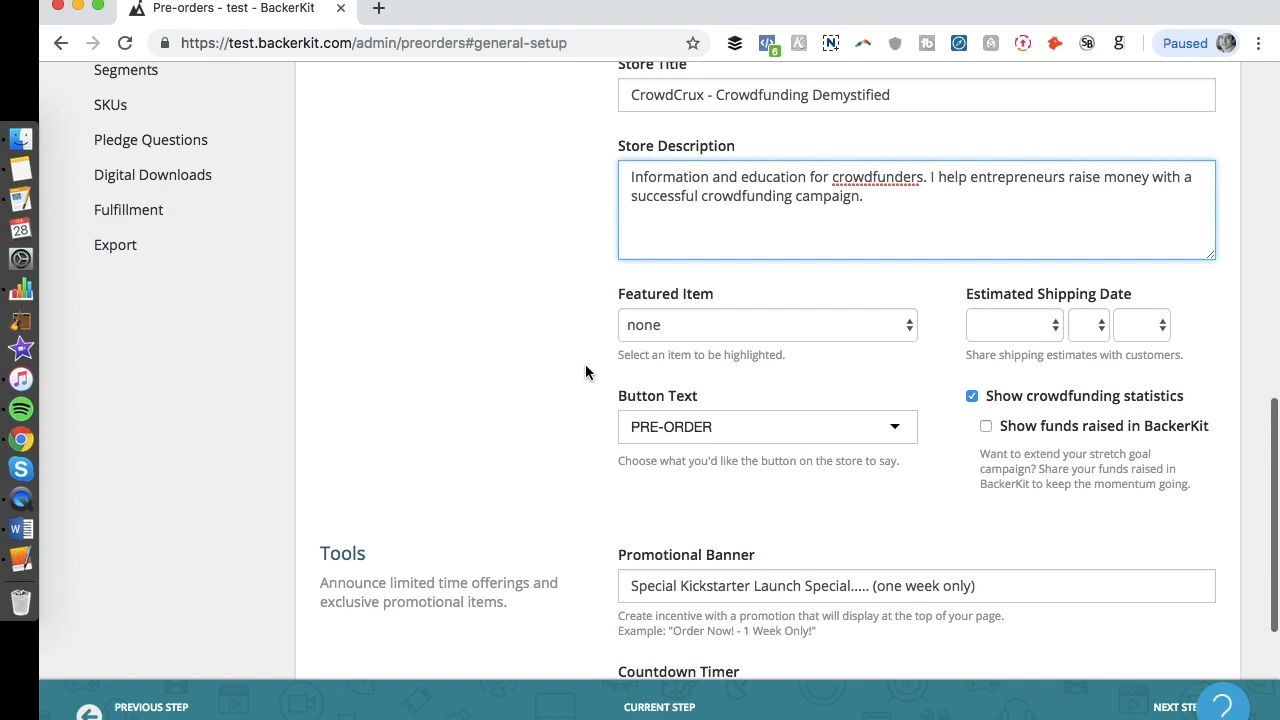 Pre-orders - test - BackerKit
https://test.backerkit.com/admin/preorders#general-setup
6
Paused
Segments
SKUs
Pledge Questions
Digital Downloads
Fulfillment
Export
FEB
28
Store Title
CrowdCrux - Crowdfunding Demystified
Store Description
Information and education for crowdfunders. I help entrepreneurs raise money with a
successful crowdfunding campaign.
Featured Item
none
Select an item to be highlighted.
Estimated Shipping Date
Share shipping estimates with customers.
Button Text
PRE-ORDER
Choose what you'd like the button on the store to say.
Show crowdfunding statistics
Show funds raised in BackerKit
Want to extend your stretch goal
campaign? Share your funds raised in
BackerKit to keep the momentum going.
Tools
Announce limited time offerings and
exclusive promotional items.
Promotional Banner
Special Kickstarter Launch Special..... (one week only)
Create incentive with a promotion that will display at the top of your page.
Example: "Order Now! - 1 Week Only!"
Countdown Timer
PREVIOUS STEP
CURRENT STEP
NEXT STE
?